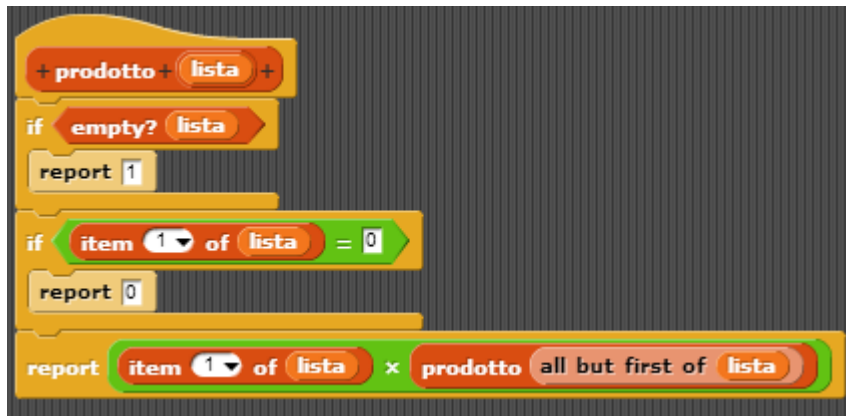 + prodotto + lista +
if empty? lista
report 1
if item 1 of lista = 0
report 0
report item 1 of lista × prodotto all but first of lista